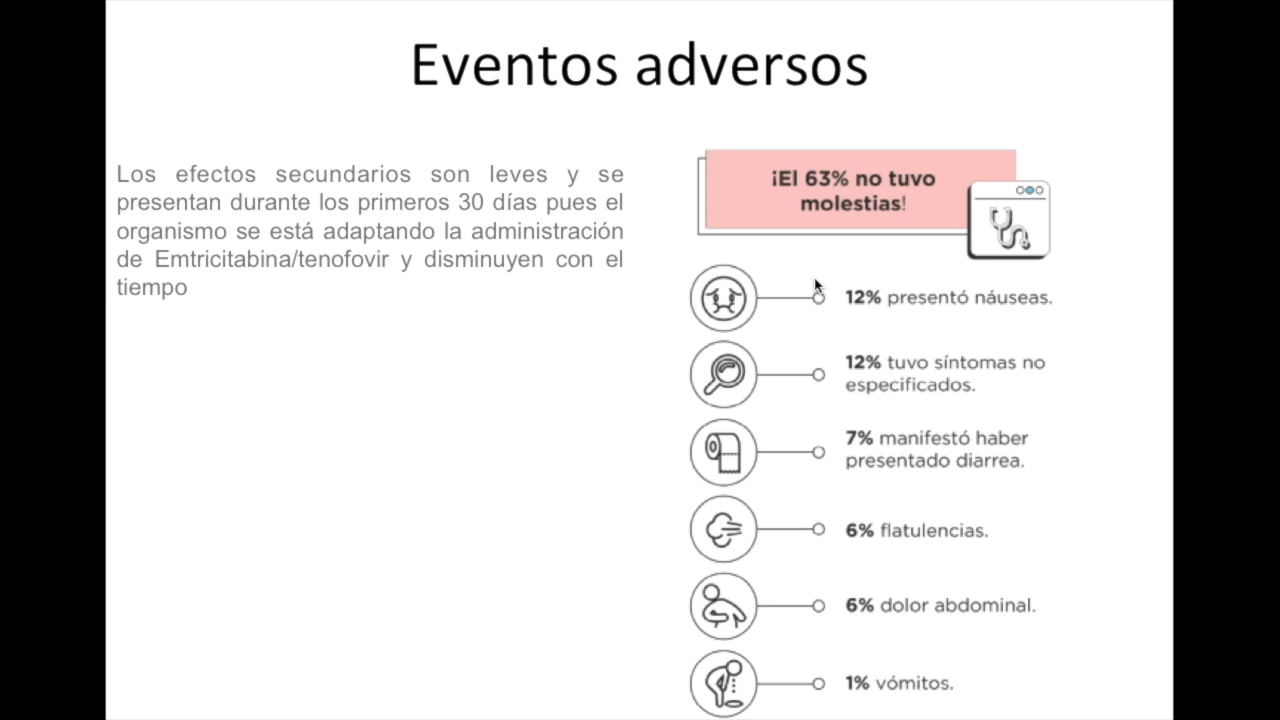 Eventos adversos
Los efectos secundarios son leves y se
presentan durante los primeros 30 días pues el
organismo se está adaptando la administración
de Emtricitabina/tenofovir y disminuyen con el
tiempo
¡El 63% no tuvo
molestias!
12% presentó náuseas.
12% tuvo síntomas no
especificados.
7% manifestó haber
presentado diarrea.
6% flatulencias.
6% dolor abdominal.
1% vómitos.